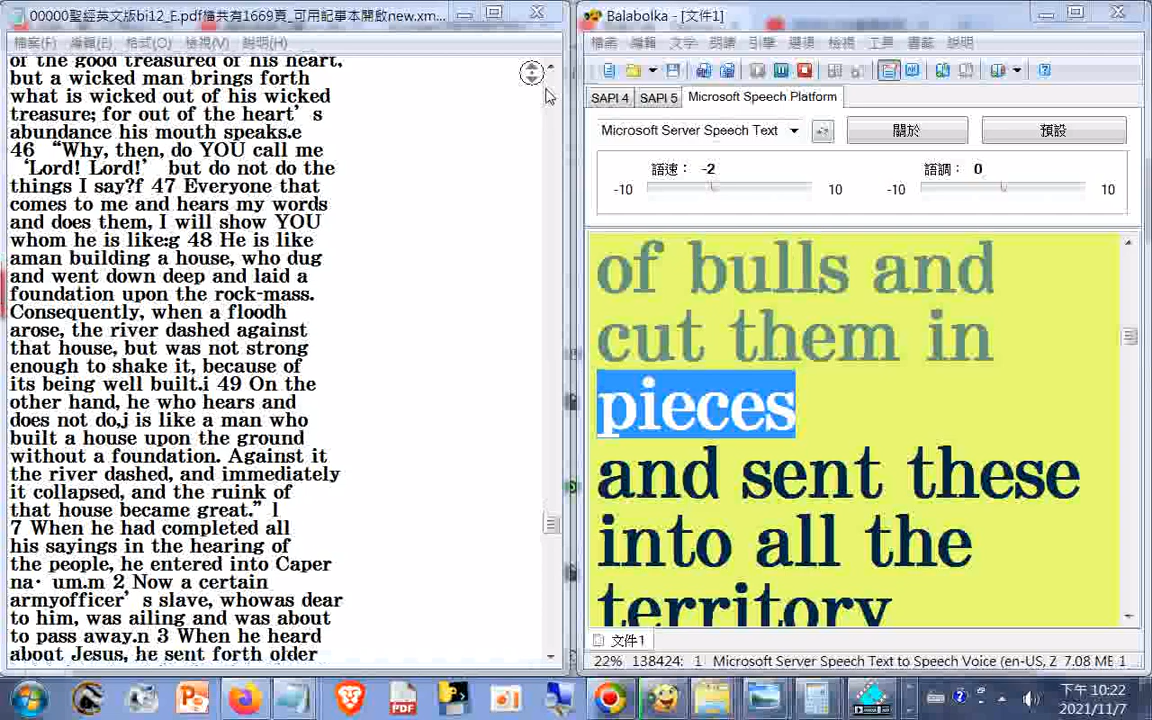 00000聖經英文版bi12_E.pdf檔共有1669頁_可用記事本開啟new.xm...
檔案(F) 編輯(E) 格式(O) 檢視(V) 說明(H)
of the good treasured of his heart,
but a wicked man brings forth
what is wicked out of his wicked
treasure; for out of the heart’s
abundance his mouth speaks.e
46 “Why, then, do YOU call me
‘Lord! Lord!’ but do not do the
things I say?f 47 Everyone that
comes to me and hears my words
and does them, I will show YOU
whom he is like:g 48 He is like
aman building a house, who dug
and went down deep and laid a
foundation upon the rock-mass.
Consequently, when a floodh
arose, the river dashed against
that house, but was not strong
enough to shake it, because of
its being well built.i 49 On the
other hand, he who hears and
does not do,j is like a man who
built a house upon the ground
without a foundation. Against it
the river dashed, and immediately
it collapsed, and the ruink of
that house became great.” l
7 When he had completed all
his sayings in the hearing of
the people, he entered into Caper
na· um.m 2 Now a certain
armyofficer’s slave, whowas dear
to him, was ailing and was about
to pass away.n 3 When he heard
about Jesus, he sent forth older
Balabolka - [文件1]
檔案 編輯 文字 朗讀 引擎 選項 檢視 工具 書籤 說明
SAPI 4 SAPI 5 Microsoft Speech Platform
Microsoft Server Speech Text 關於 預設
語速： -2 語調： 0
-10 10 -10 10
of bulls and
cut them in
pieces
and sent these
into all the
territory
文件1
22% 138424: 1 Microsoft Server Speech Text to Speech Voice (en-US, Z 7.08 ME 1
PDF
下午 10:22
2021/11/7